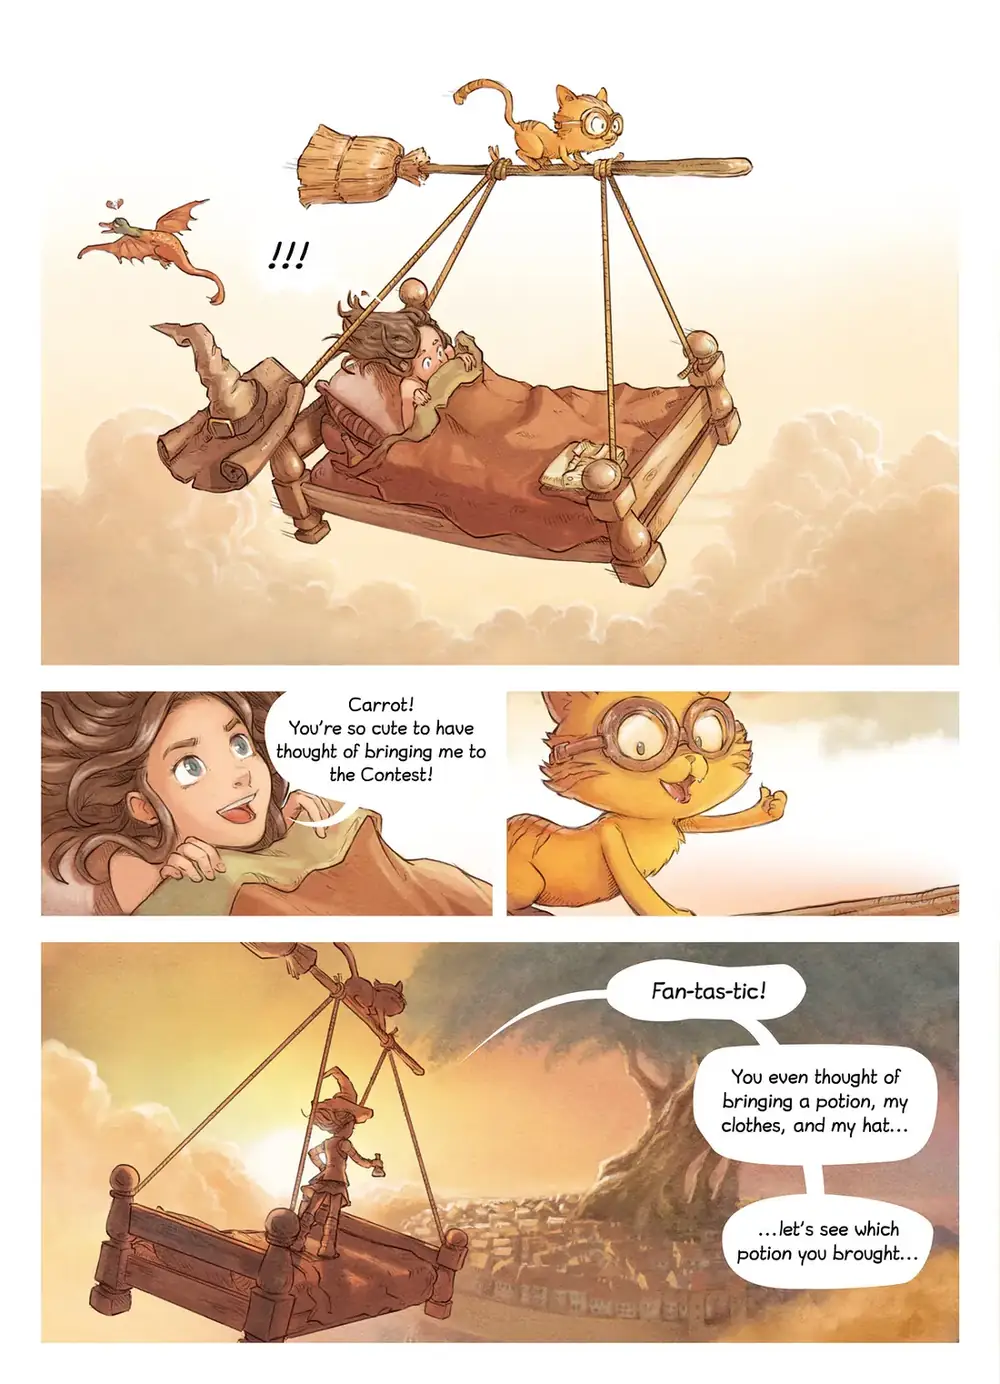 !!!
Carrot!
You're so cute to have
thought of bringing me to
the Contest!
Fan-tas-tic!
You even thought of
bringing a potion, my
clothes, and my hat...
...let's see which
potion you brought...